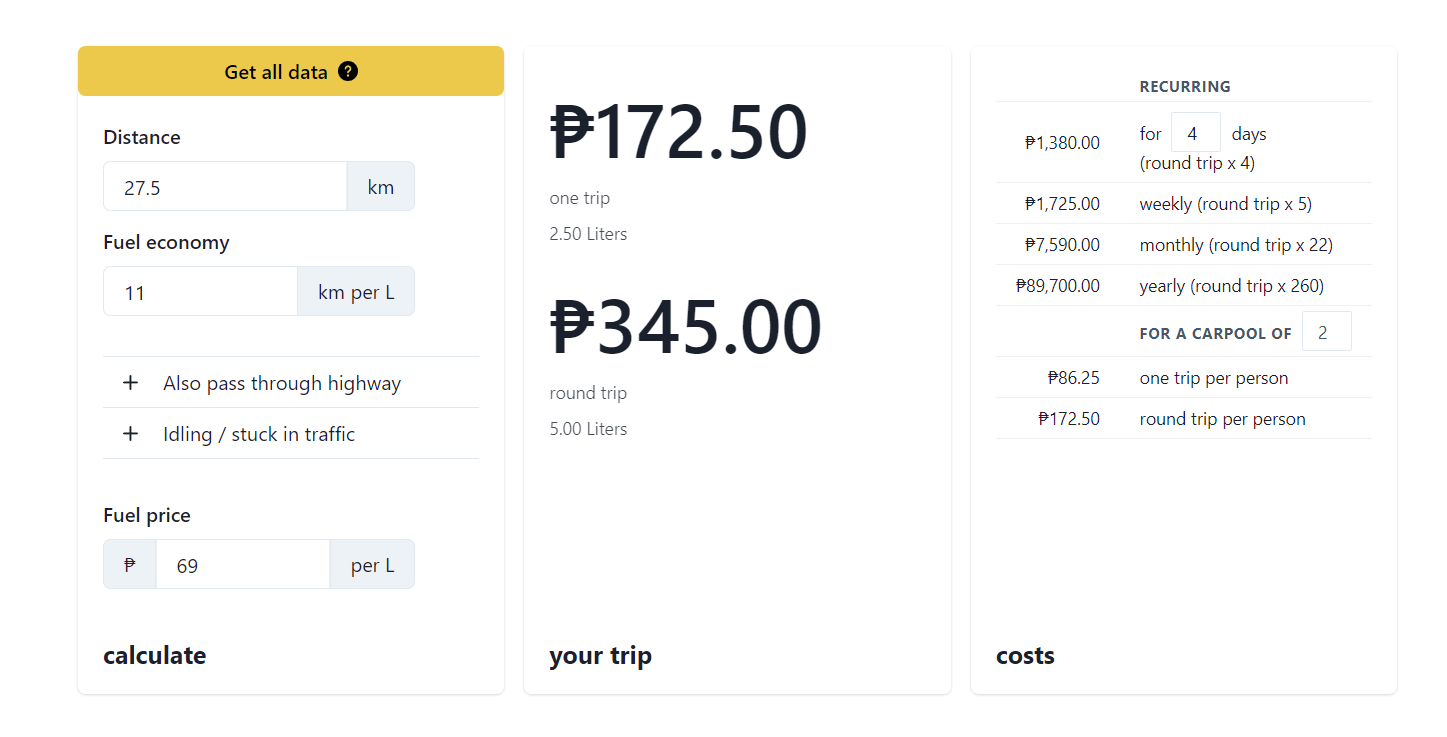 Get all data ?
Distance
27.5 km
Fuel economy
11 km per L
+ Also pass through highway
+ Idling / stuck in traffic
Fuel price
₱ 69 per L
calculate
₱172.50
one trip
2.50 Liters
₱345.00
round trip
5.00 Liters
your trip
RECURRING
₱1,380.00 for 4 days
(round trip x 4)
₱1,725.00 weekly (round trip x 5)
₱7,590.00 monthly (round trip x 22)
₱89,700.00 yearly (round trip x 260)
FOR A CARPOOL OF 2
₱86.25 one trip per person
₱172.50 round trip per person
costs